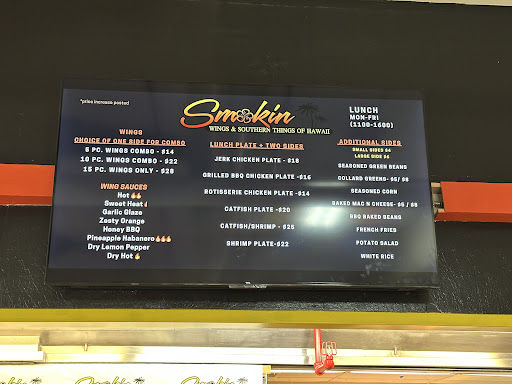 *price increase posted
Smokin
WINGS & SOUTHERN THINGS OF HAWAII
LUNCH
MON-FRI
(1100-1600)
WINGS
CHOICE OF ONE SIDE FOR COMBO
5 PC. WINGS COMBO - $14
10 PC. WINGS COMBO - $22
15 PC. WINGS ONLY - $28
WING SAUCES
Hot
Sweet Heat
Garlic Glaze
Zesty Orange
Honey BBQ
Pineapple Habanero
Dry Lemon Pepper
Dry Hot
LUNCH PLATE + TWO SIDES
JERK CHICKEN PLATE - $18
GRILLED BBQ CHICKEN PLATE -$16
ROTISSERIE CHICKEN PLATE -$14
CATFISH PLATE -$20
CATFISH/SHRIMP - $25
SHRIMP PLATE-$22
ADDITIONAL SIDES
SMALL SIDES $4
LARGE SIDE $6
SEASONED GREEN BEANS
COLLARD GREENS- $5/ $8
SEASONED CORN
BAKED MAC N CHEESE- $5 / $8
BBQ BAKED BEANS
FRENCH FRIES
POTATO SALAD
WHITE RICE